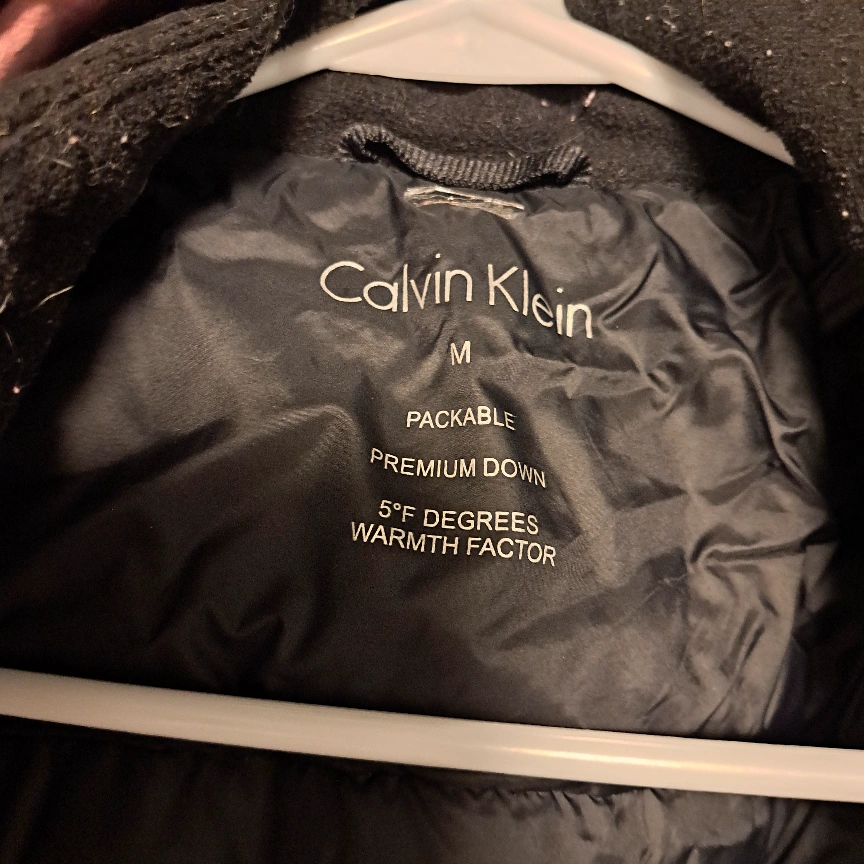 Calvin Klein
M
PACKABLE
PREMIUM DOWN
5°F DEGREES
WARMTH FACTOR